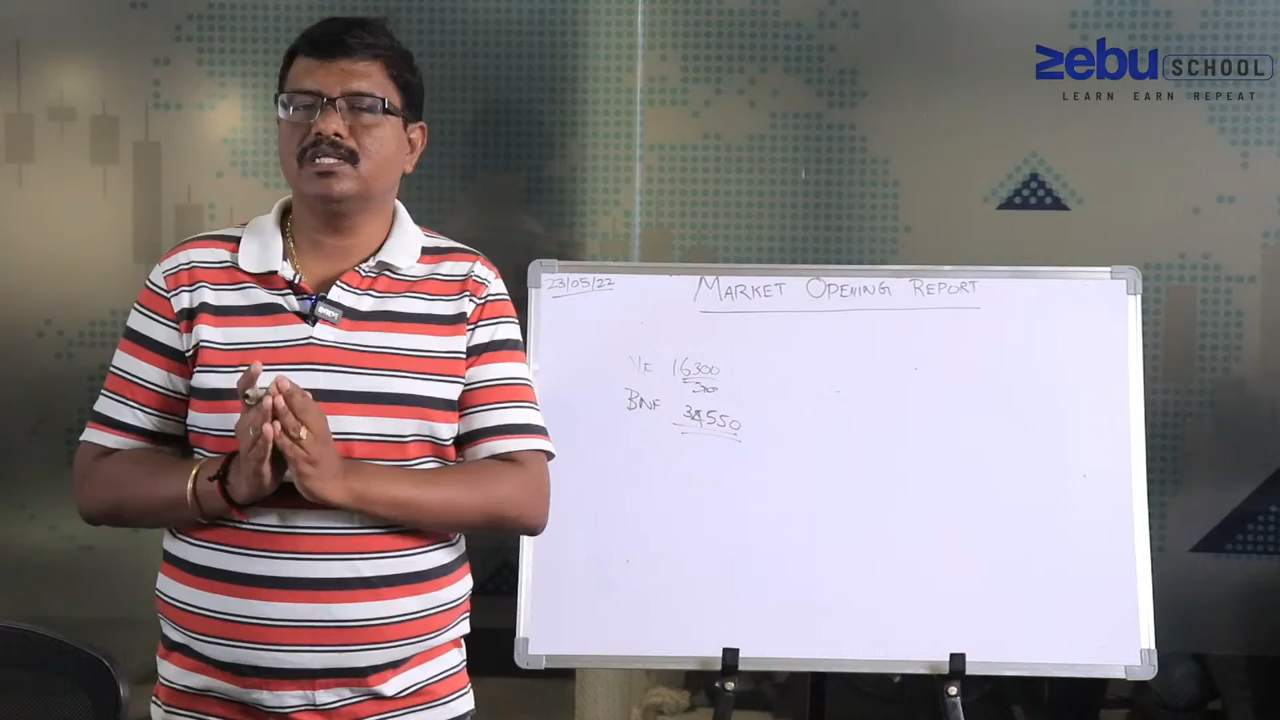 zebu SCHOOL
LEARN EARN REPEAT
23/05/22
MARKET OPENING REPORT
NF 16300
BNF 34550